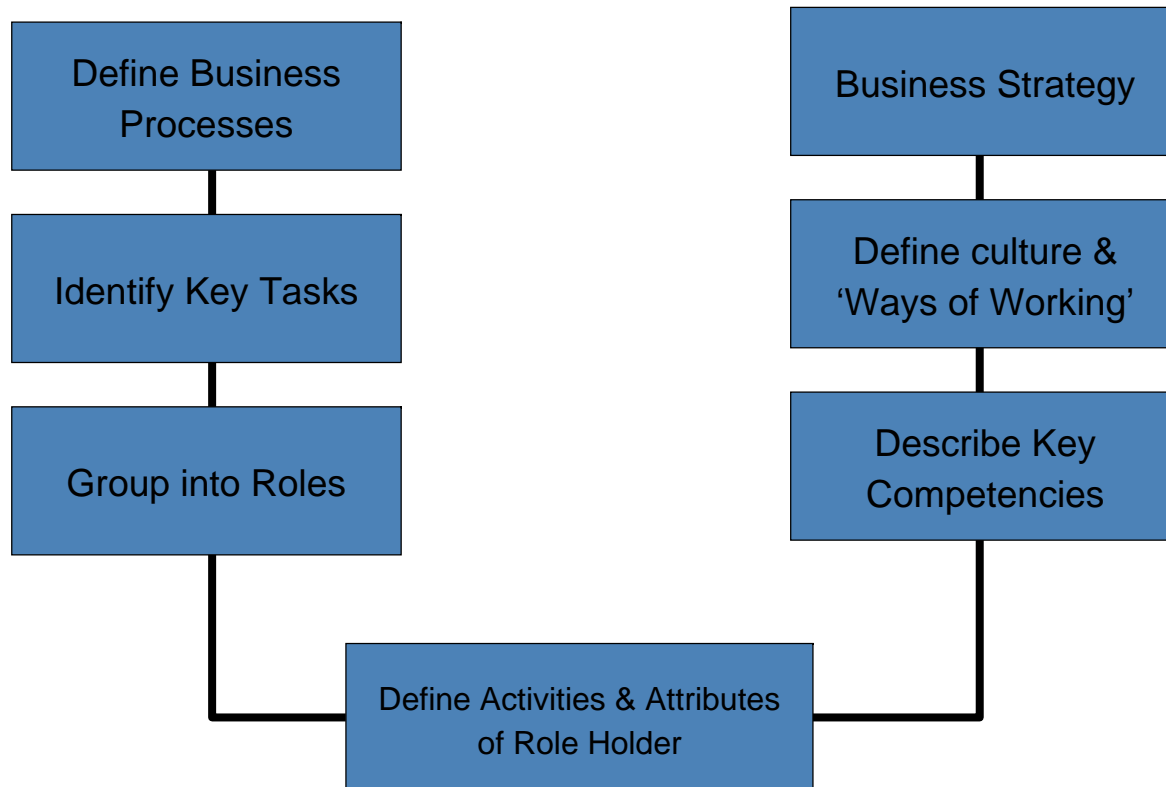 Define Business
Processes
Identify Key Tasks
Group into Roles
Business Strategy
Define culture &
‘Ways of Working’
Describe Key
Competencies
Define Activities & Attributes
of Role Holder